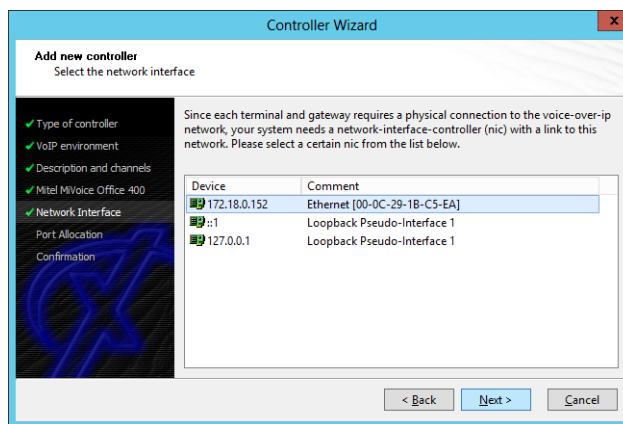 Controller Wizard
x
Add new controller
Select the network interface
✓ Type of controller
✓ VoIP environment
✓ Description and channels
✓ Mitel MiVoice Office 400
✓ Network Interface
Port Allocation
Confirmation
Since each terminal and gateway requires a physical connection to the voice-over-ip
network, your system needs a network-interface-controller (nic) with a link to this
network. Please select a certain nic from the list below.
Device Comment
172.18.0.152 Ethernet [00-0C-29-1B-C5-EA]
::1 Loopback Pseudo-Interface 1
127.0.0.1 Loopback Pseudo-Interface 1
< Back Next > Cancel